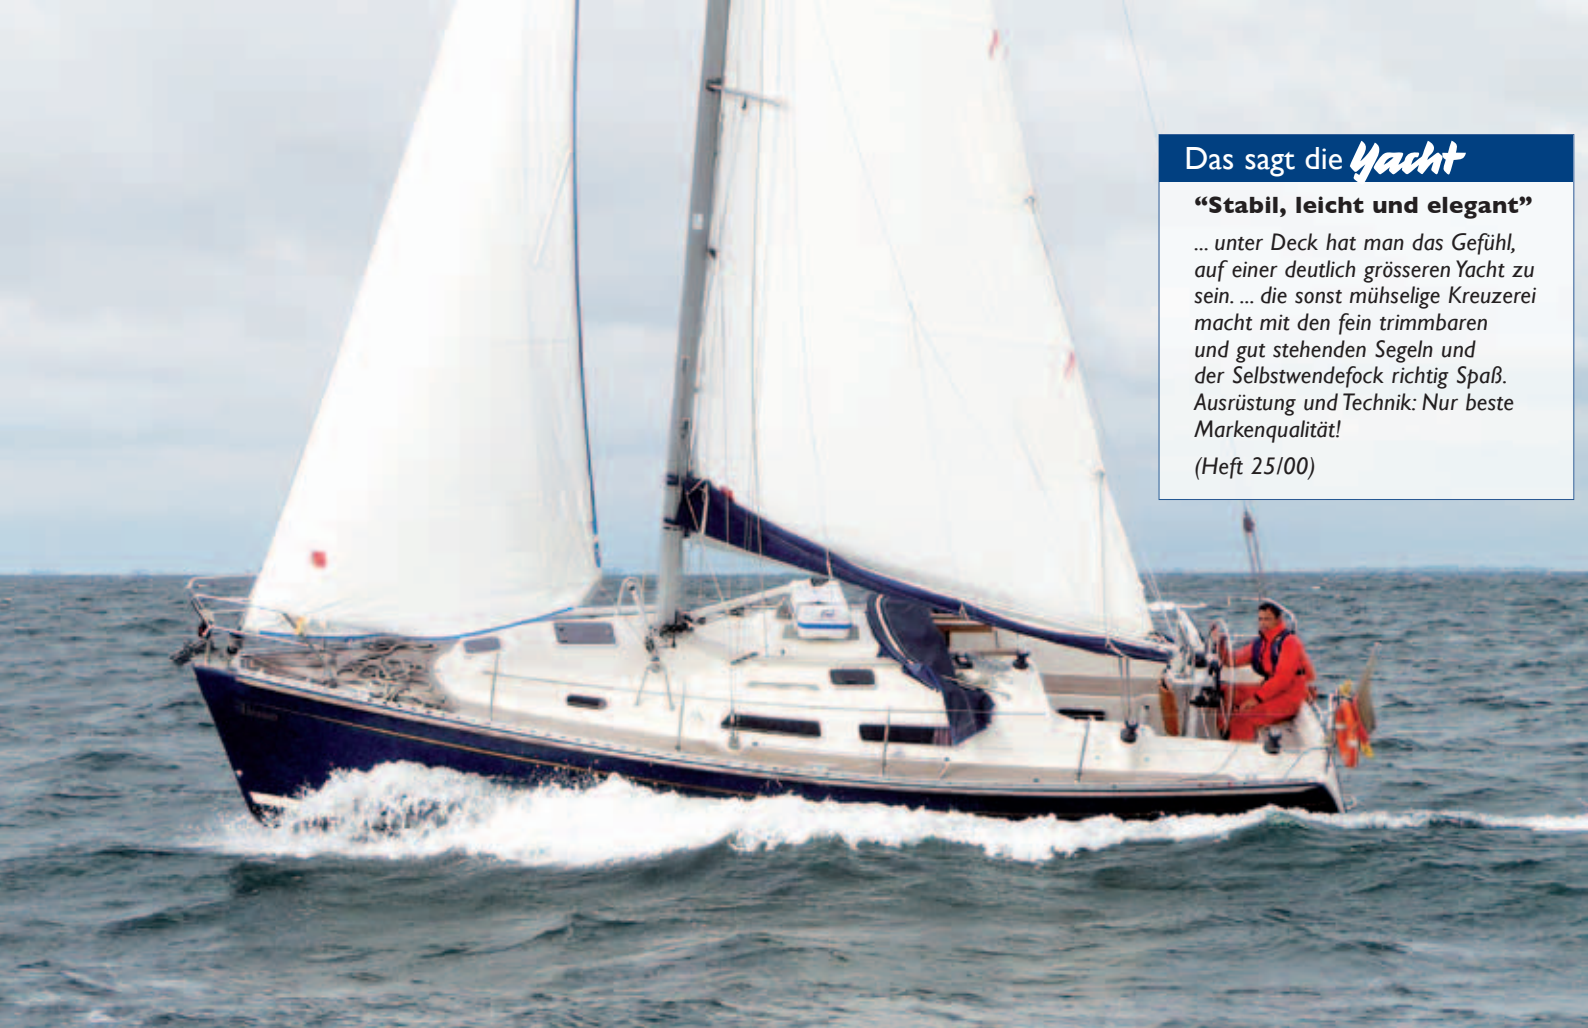 Das sagt die Yacht
“Stabil, leicht und elegant”
... unter Deck hat man das Gefühl,
auf einer deutlich grösseren Yacht zu
sein. ... die sonst mühselige Kreuzerei
macht mit den fein trimmbaren
und gut stehenden Segeln und
der Selbstwendefock richtig Spaß.
Ausrüstung und Technik: Nur beste
Markenqualität!
(Heft 25/00)